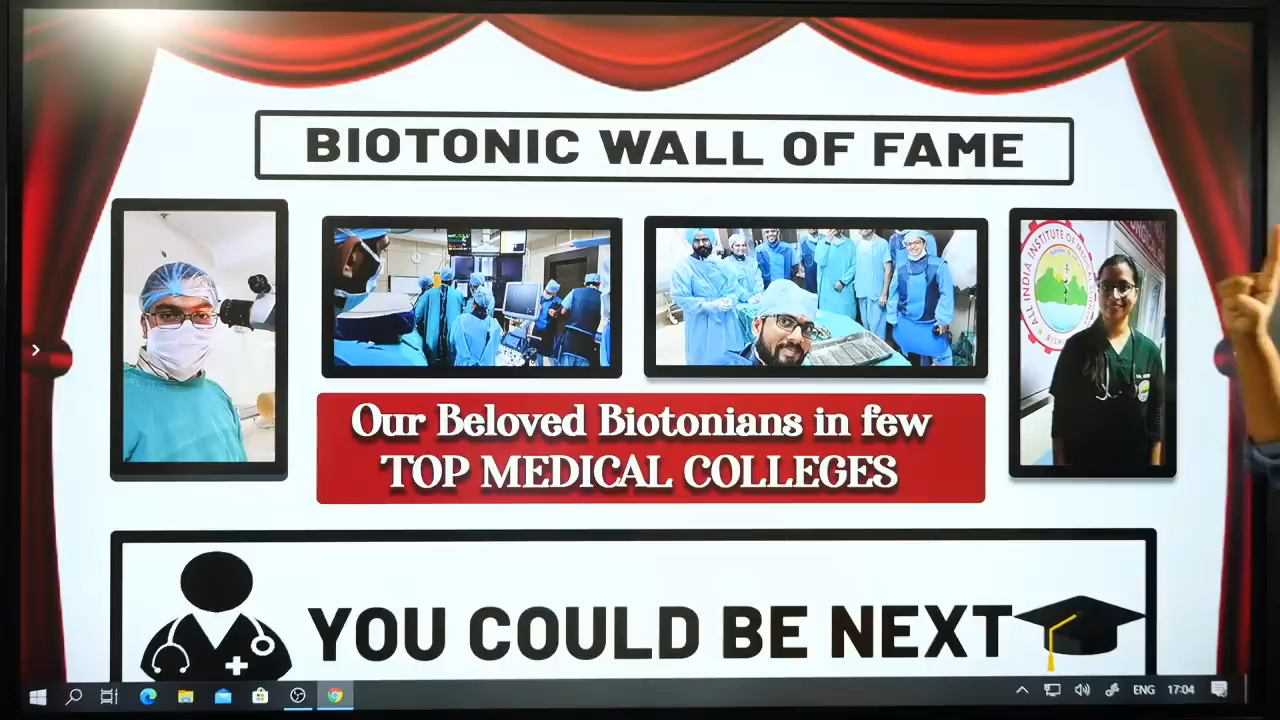 BIOTONIC WALL OF FAME
ALL INDIA INSTITUTE OF MEDICAL
Our Beloved Biotonians in few
TOP MEDICAL COLLEGES
YOU COULD BE NEXT
ENG
17:04